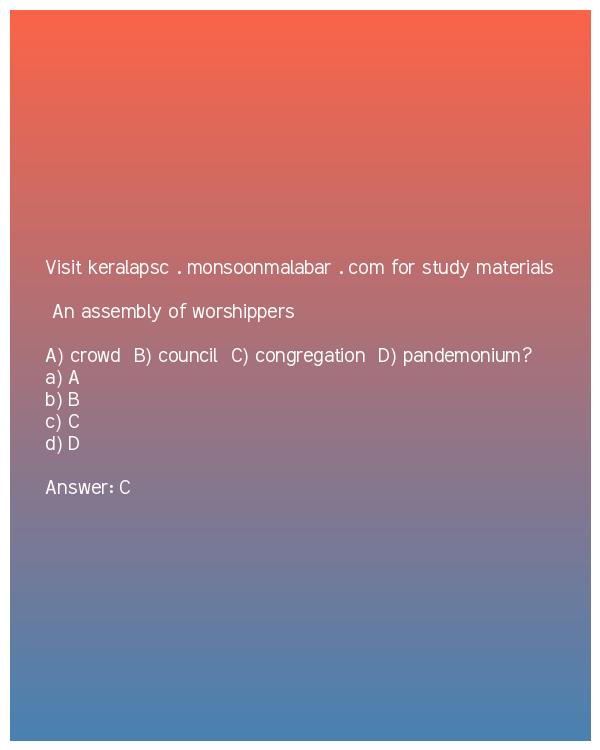 Visit keralapsc . monsoonmalabar . com for study materials
An assembly of worshippers
A) crowd B) council C) congregation D) pandemonium?
a) A
b) B
c) C
d) D
Answer: C